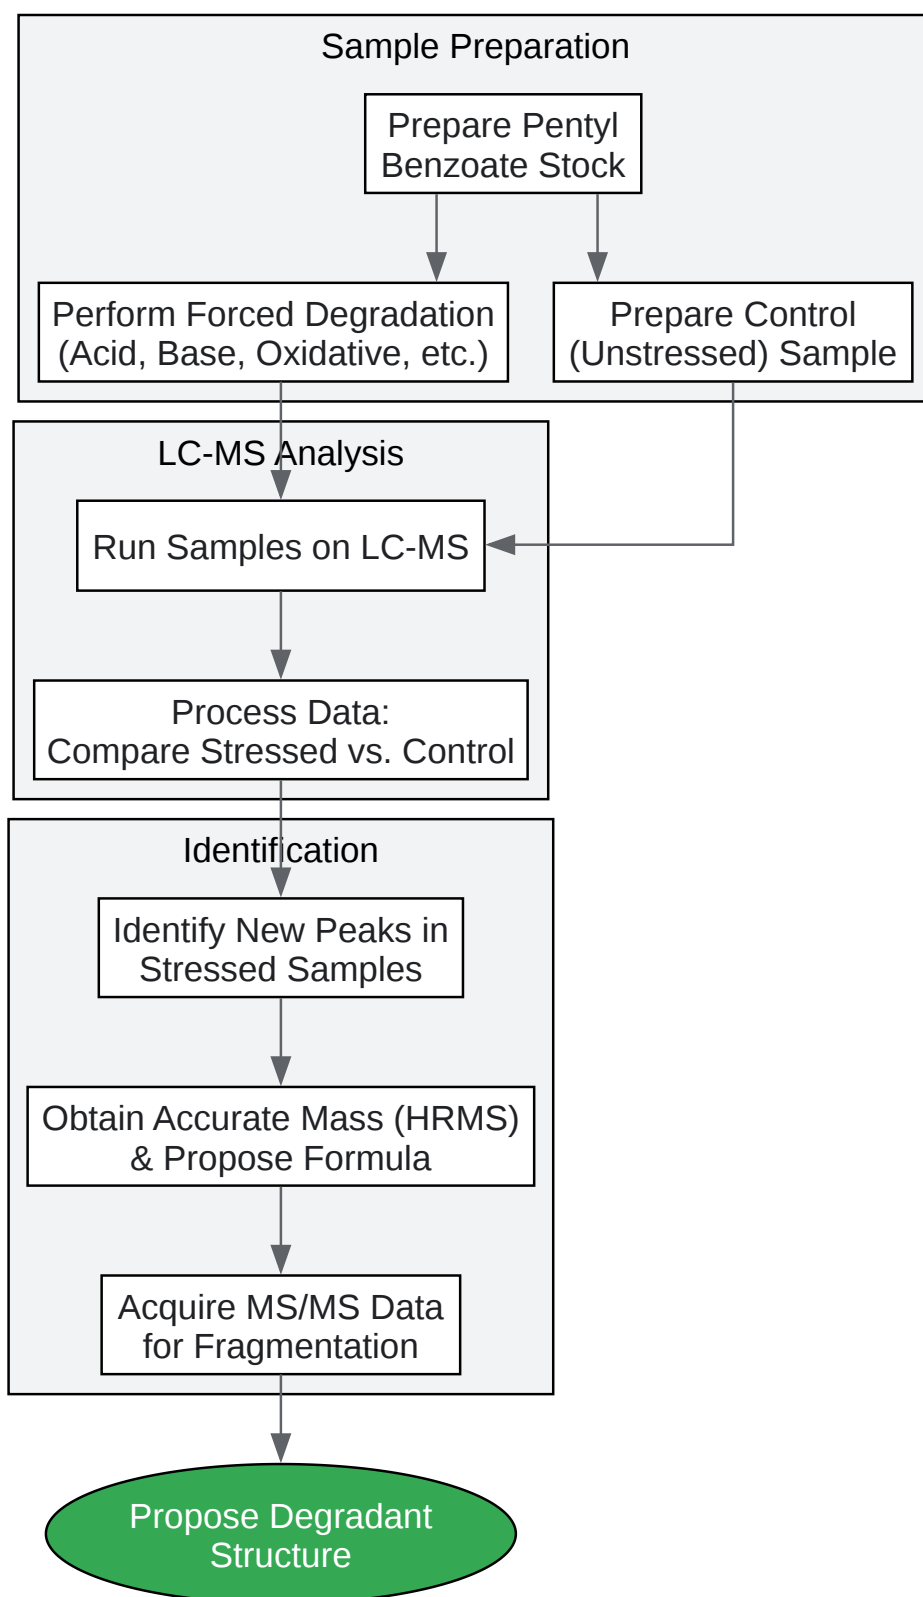 Sample Preparation
Prepare Pentyl
Benzoate Stock
Perform Forced Degradation
(Acid, Base, Oxidative, etc.)
Prepare Control
(Unstressed) Sample
LC-MS Analysis
Run Samples on LC-MS
Process Data:
Compare Stressed vs. Control
Identification
Identify New Peaks in
Stressed Samples
Obtain Accurate Mass (HRMS)
& Propose Formula
Acquire MS/MS Data
for Fragmentation
Propose Degradant
Structure